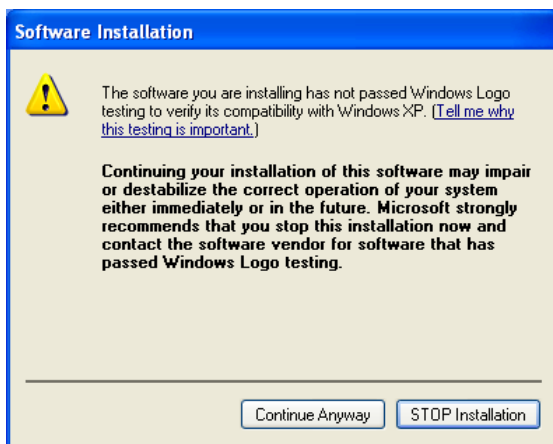 Software Installation
The software you are installing has not passed Windows Logo
testing to verify its compatibility with Windows XP. (Tell me why
this testing is important.)
Continuing your installation of this software may impair
or destabilize the correct operation of your system
either immediately or in the future. Microsoft strongly
recommends that you stop this installation now and
contact the software vendor for software that has
passed Windows Logo testing.
Continue Anyway
STOP Installation